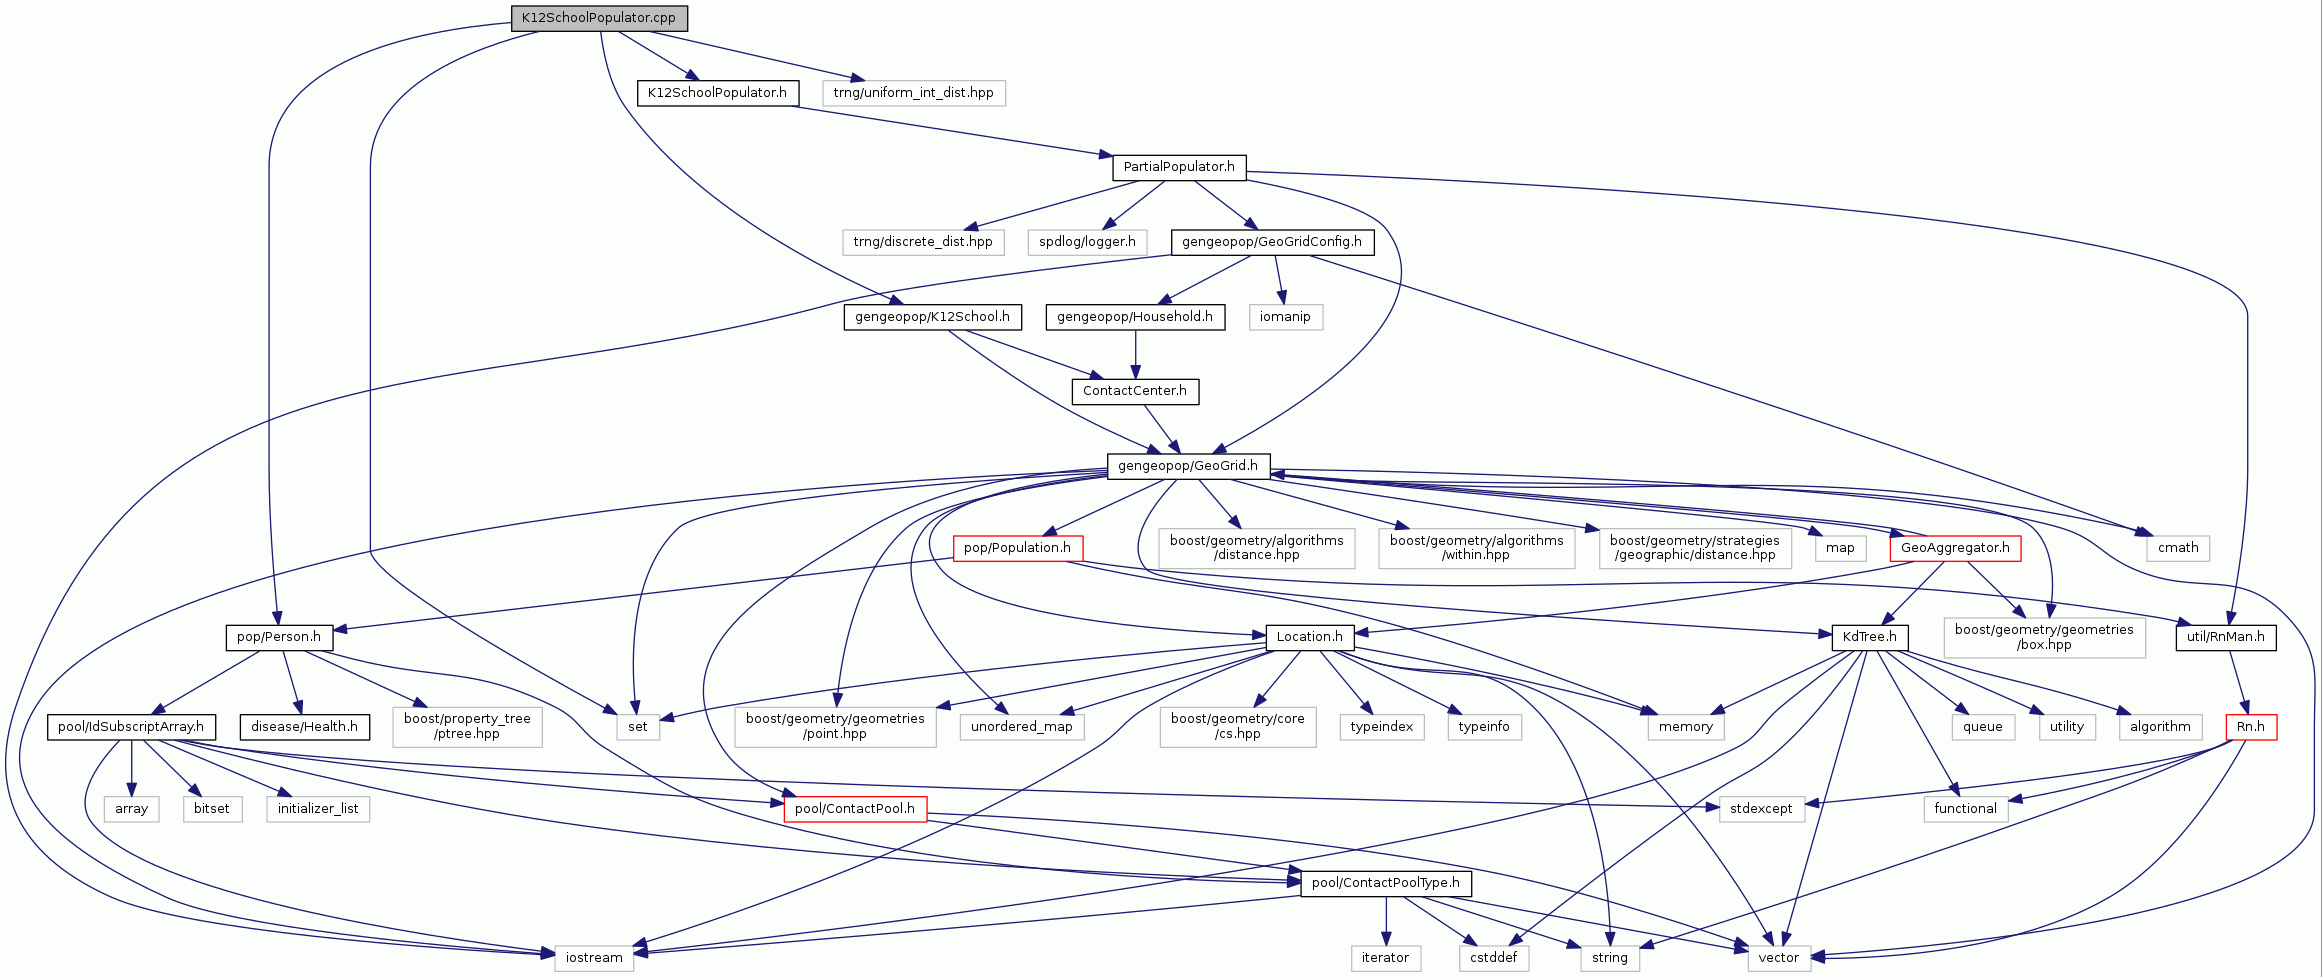 K12SchoolPopulator.cpp
K12SchoolPopulator.h
trng/uniform_int_dist.hpp
PartialPopulator.h
trng/discrete_dist.hpp
spdlog/logger.h
gengeopop/GeoGridConfig.h
gengeopop/K12School.h
gengeopop/Household.h
iomanip
ContactCenter.h
gengeopop/GeoGrid.h
pop/Population.h
boost/geometry/algorithms
/distance.hpp
boost/geometry/algorithms
/within.hpp
boost/geometry/strategies
/geographic/distance.hpp
map
GeoAggregator.h
cmath
pop/Person.h
Location.h
KdTree.h
boost/geometry/geometries
/box.hpp
util/RnMan.h
pool/IdSubscriptArray.h
disease/Health.h
boost/property_tree
/ptree.hpp
set
boost/geometry/geometries
/point.hpp
unordered_map
boost/geometry/core
/cs.hpp
typeindex
typeinfo
memory
queue
utility
algorithm
Rn.h
array
bitset
initializer_list
pool/ContactPool.h
stdexcept
functional
pool/ContactPoolType.h
iostream
iterator
cstddef
string
vector